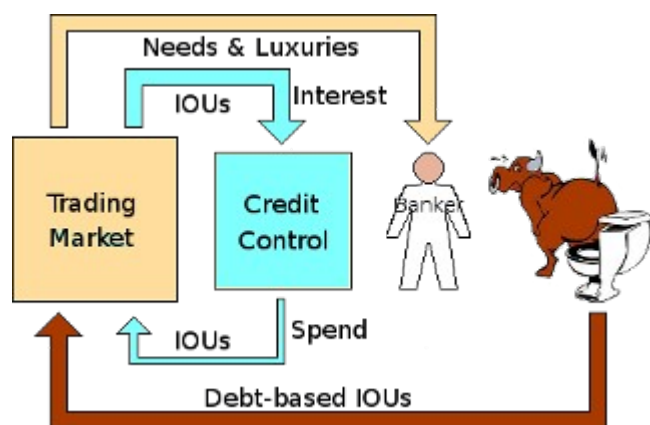 Needs & Luxuries
IOUs
Interest
Trading
Market
Credit
Control
Banker
IOUs
Spend
Debt-based IOUs